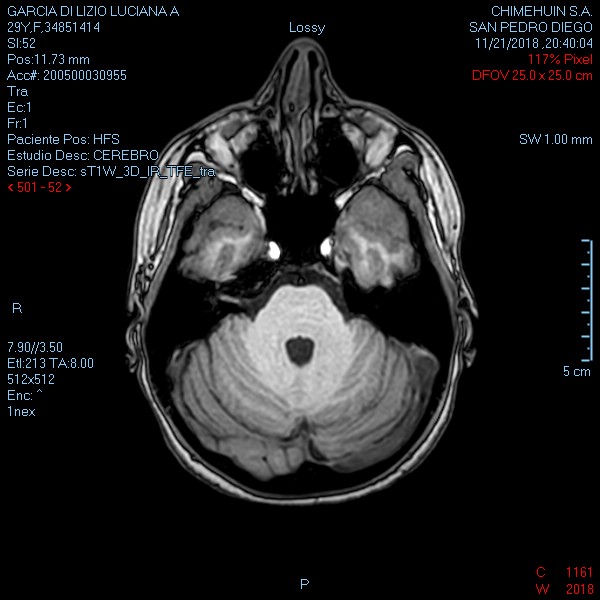 GARCIA DI LIZIO LUCIANA A
29Y,F,34851414
Sl:52
Pos:11.73 mm
Acc#: 200500030955
Tra
Ec:1
Fr:1
Paciente Pos: HFS
Estudio Desc: CEREBRO
Serie Desc: sT1W_3D_IR_TFE_tra
< 501 - 52 >
Lossy
CHIMEHUIN S.A.
SAN PEDRO DIEGO
11/21/2018 ,20:40:04
117% Pixel
DFOV 25.0 x 25.0 cm
SW 1.00 mm
R
5 cm
7.90//3.50
Etl:213 TA:8.00
512x512
Enc: ^
1nex
P
C 1161
W 2018